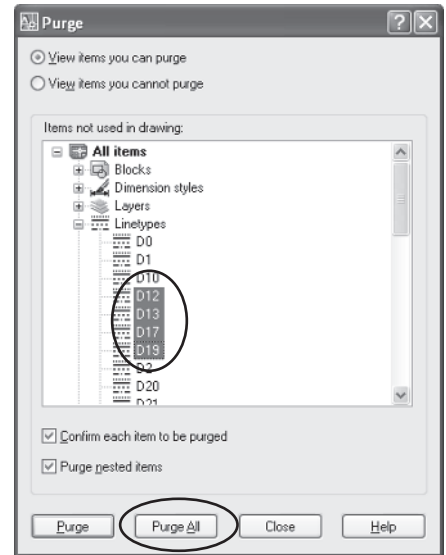 Purge
View items you can purge
View items you cannot purge
Items not used in drawing:
All items
Blocks
Dimension styles
Layers
Linetypes
D0
D1
D10
D12
D13
D17
D19
D2
D20
D21
Confirm each item to be purged
Purge nested items
Purge Purge All Close Help